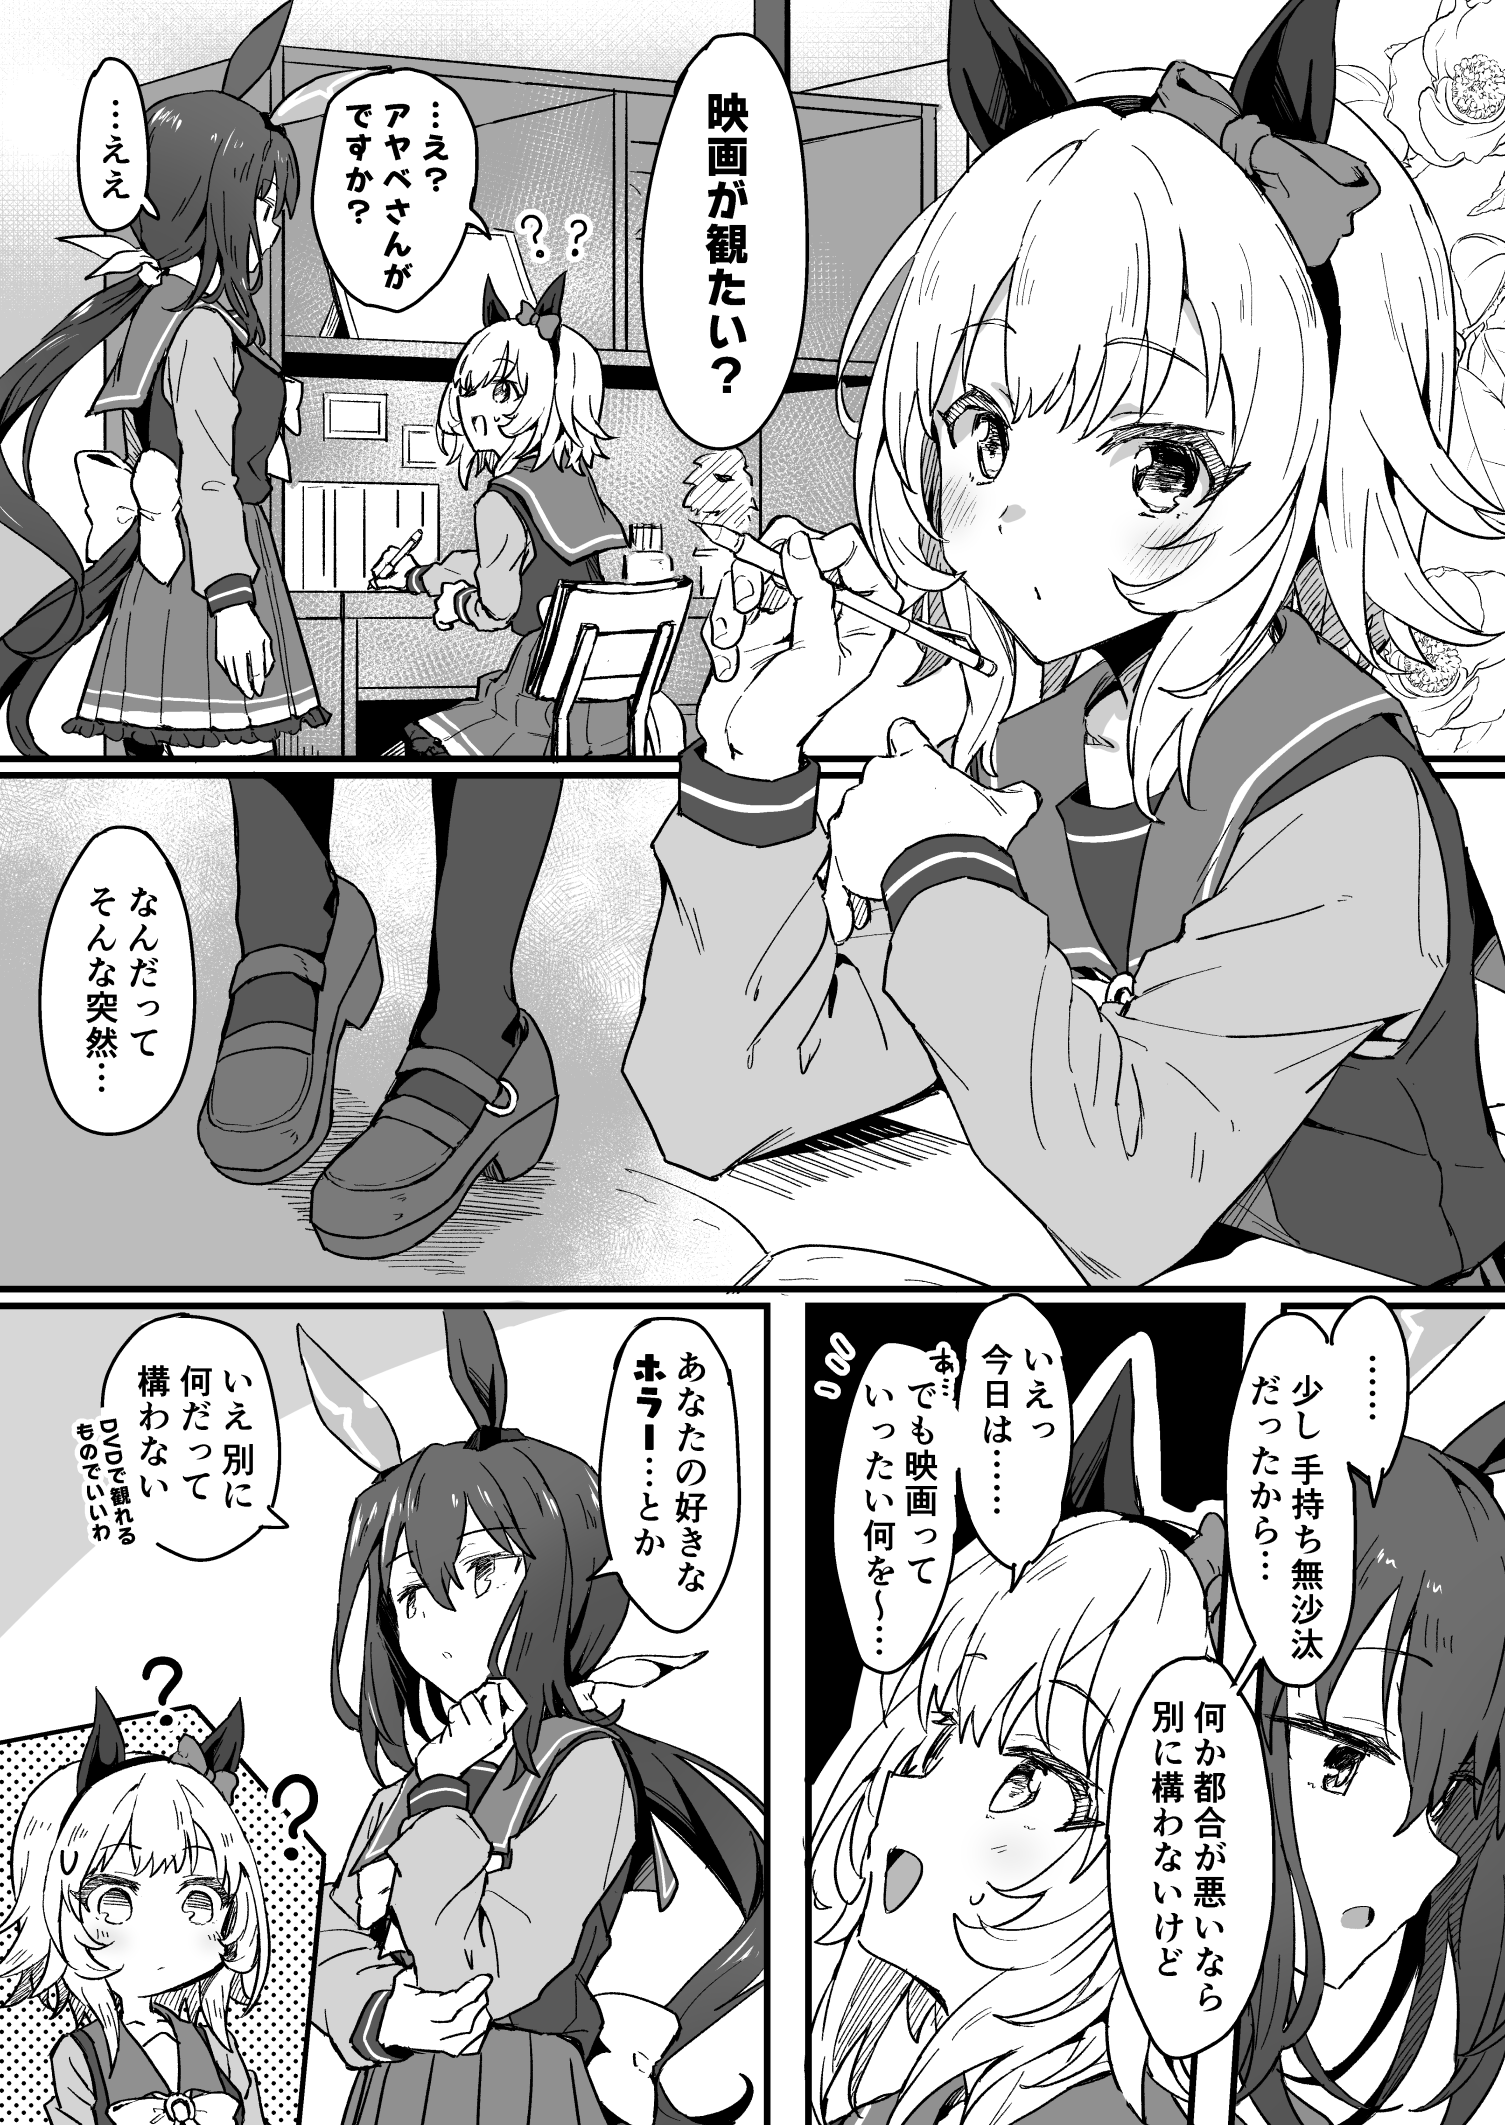 映画が観たい？
？？
…え？
アヤベさんが
ですか？
…ええ
なんだって
そんな突然…
……
少し手持ち無沙汰
だったから…
何か都合が悪いなら
別に構わないけど
いえっ
今日は……
あ…
でも映画って
いったい何を～…
あなたの好きな
ホラー…とか
いえ別に
何だって
構わない
DVDで観れる
ものでいいわ
？
？